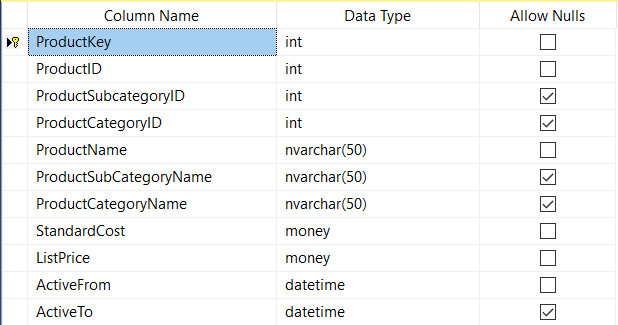 Column Name Data Type Allow Nulls
ProductKey int
ProductID int
ProductSubcategoryID int
ProductCategoryID int
ProductName nvarchar(50)
ProductSubCategoryName nvarchar(50)
ProductCategoryName nvarchar(50)
StandardCost money
ListPrice money
ActiveFrom datetime
ActiveTo datetime